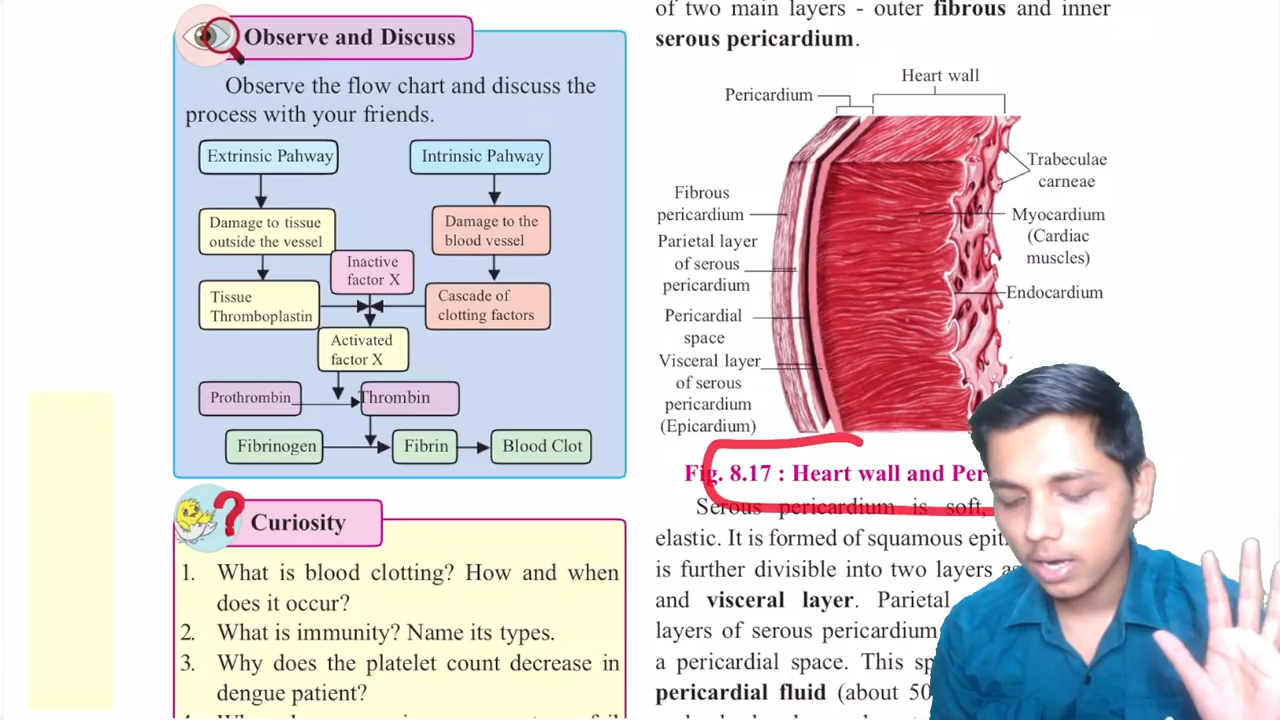 Observe and Discuss
Observe the flow chart and discuss the
process with your friends.
Extrinsic Pahway
Intrinsic Pahway
Damage to tissue
outside the vessel
Damage to the
blood vessel
Inactive
factor X
Tissue
Thromboplastin
Cascade of
clotting factors
Activated
factor X
Prothrombin
Thrombin
Fibrinogen
Fibrin
Blood Clot
Curiosity
1. What is blood clotting? How and when
does it occur?
2. What is immunity? Name its types.
3. Why does the platelet count decrease in
dengue patient?
of two main layers - outer fibrous and inner
serous pericardium.
Heart wall
Pericardium
Trabeculae
carneae
Fibrous
pericardium
Myocardium
(Cardiac
muscles)
Parietal layer
of serous
pericardium
Endocardium
Pericardial
space
Visceral layer
of serous
pericardium
(Epicardium)
Fig. 8.17 : Heart wall and
Serous pericardium is soft,
elastic. It is formed of squamous
is further divisible into two layers
and visceral layer. Parietal
layers of serous pericardium
a pericardial space. This
pericardial fluid (about